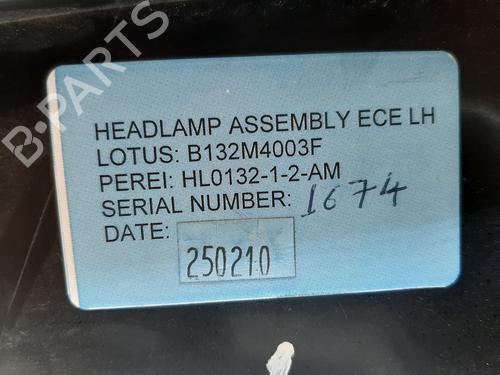 B-PARTS
HEADLAMP ASSEMBLY ECE LH
LOTUS: B132M4003F
PEREI: HL0132-1-2-AM
SERIAL NUMBER: 1674
DATE: 250210